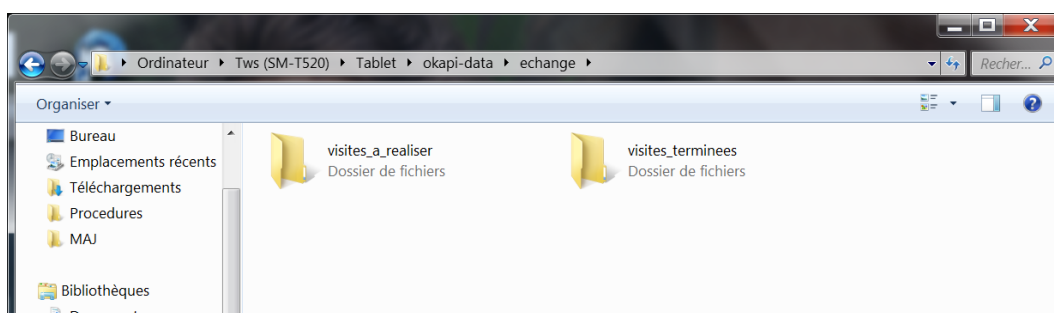 Ordinateur Tws (SM-T520) Tablet okapi-data echange
Recher...
Organiser
Bureau
Emplacements récents
Téléchargements
Procedures
MAJ
Bibliothèques
visites_a_realiser
Dossier de fichiers
visites_terminees
Dossier de fichiers